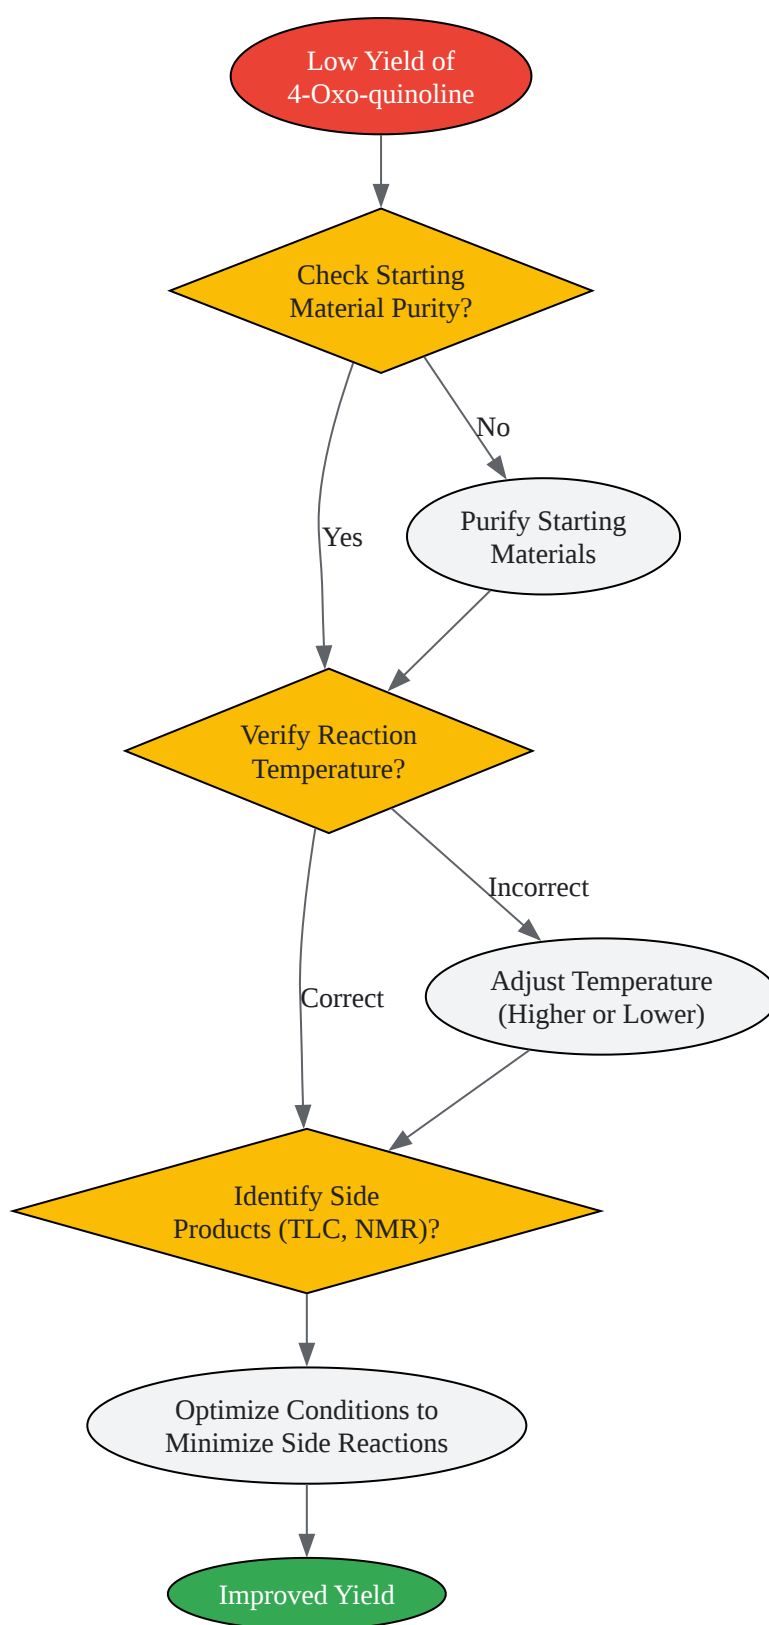 Low Yield of
4-Oxo-quinoline
Check Starting
Material Purity?
No
Purify Starting
Materials
Yes
Verify Reaction
Temperature?
Incorrect
Adjust Temperature
(Higher or Lower)
Correct
Identify Side
Products (TLC, NMR)?
Optimize Conditions to
Minimize Side Reactions
Improved Yield